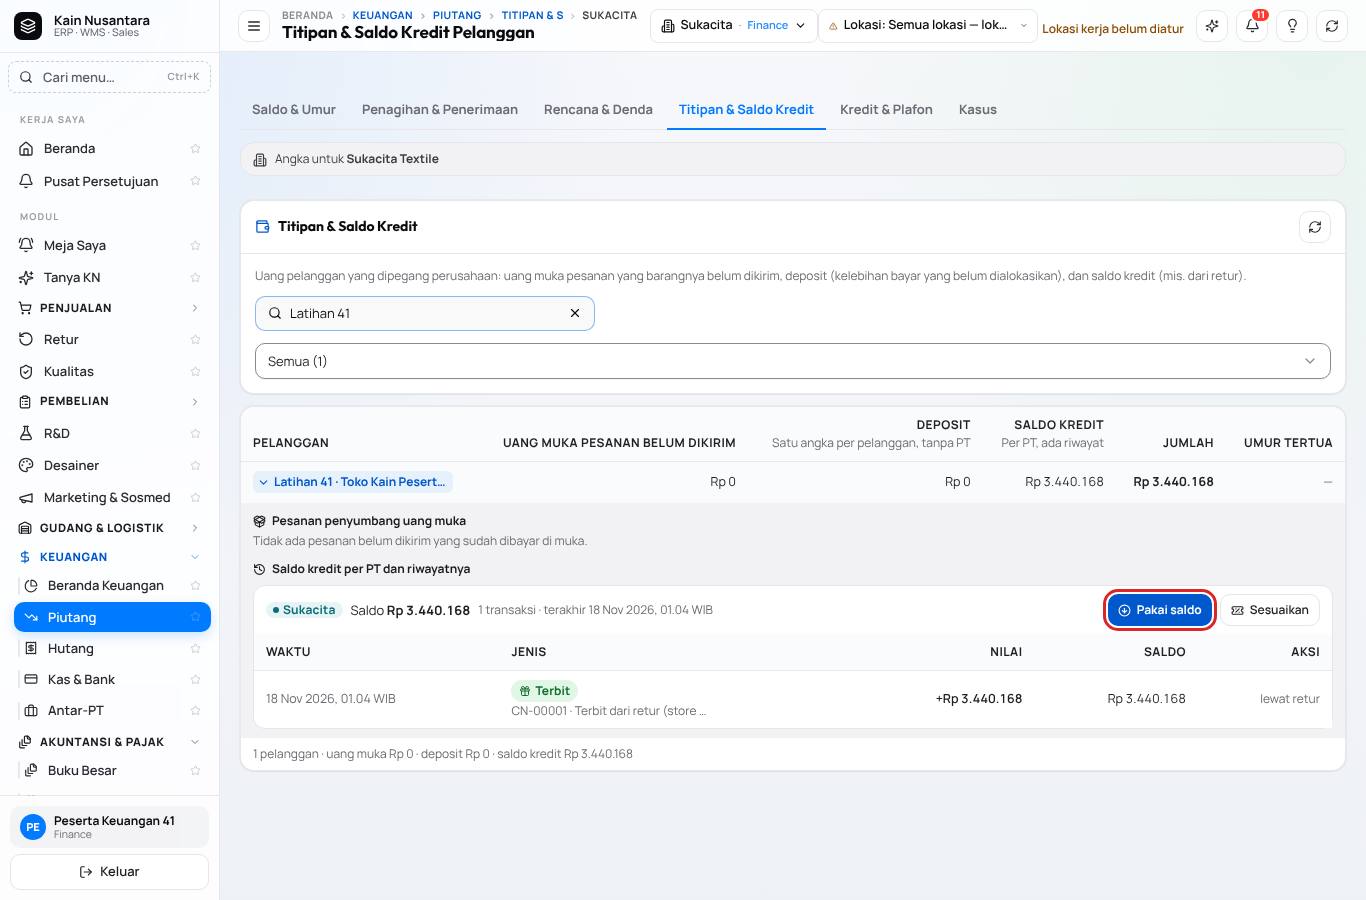 Kain Nusantara
ERP · WMS · Sales
Cari menu... Ctrl+K
KERJA SAYA
Beranda
Pusat Persetujuan
MODUL
Meja Saya
Tanya KN
PENJUALAN
Retur
Kualitas
PEMBELIAN
R&D
Desainer
Marketing & Sosmed
GUDANG & LOGISTIK
KEUANGAN
Beranda Keuangan
Piutang
Hutang
Kas & Bank
Antar-PT
AKUNTANSI & PAJAK
Buku Besar
PE Peserta Keuangan 41
Finance
Keluar
BERANDA › KEUANGAN › PIUTANG › TITIPAN & S › SUKACITA
Titipan & Saldo Kredit Pelanggan
Sukacita · Finance
Lokasi: Semua lokasi — lok...
Lokasi kerja belum diatur
11
Saldo & Umur Penagihan & Penerimaan Rencana & Denda Titipan & Saldo Kredit Kredit & Plafon Kasus
Angka untuk Sukacita Textile
Titipan & Saldo Kredit
Uang pelanggan yang dipegang perusahaan: uang muka pesanan yang barangnya belum dikirim, deposit (kelebihan bayar yang belum dialokasikan), dan saldo kredit (mis. dari retur).
Latihan 41
Semua (1)
PELANGGAN UANG MUKA PESANAN BELUM DIKIRIM DEPOSIT Satu angka per pelanggan, tanpa PT SALDO KREDIT Per PT, ada riwayat JUMLAH UMUR TERTUA
Latihan 41 · Toko Kain Pesert... Rp 0 Rp 0 Rp 3.440.168 Rp 3.440.168 —
Pesanan penyumbang uang muka
Tidak ada pesanan belum dikirim yang sudah dibayar di muka.
Saldo kredit per PT dan riwayatnya
Sukacita Saldo Rp 3.440.168 1 transaksi · terakhir 18 Nov 2026, 01.04 WIB Pakai saldo Sesuaikan
WAKTU JENIS NILAI SALDO AKSI
18 Nov 2026, 01.04 WIB Terbit +Rp 3.440.168 Rp 3.440.168 lewat retur
CN-00001 · Terbit dari retur (store ...
1 pelanggan · uang muka Rp 0 · deposit Rp 0 · saldo kredit Rp 3.440.168